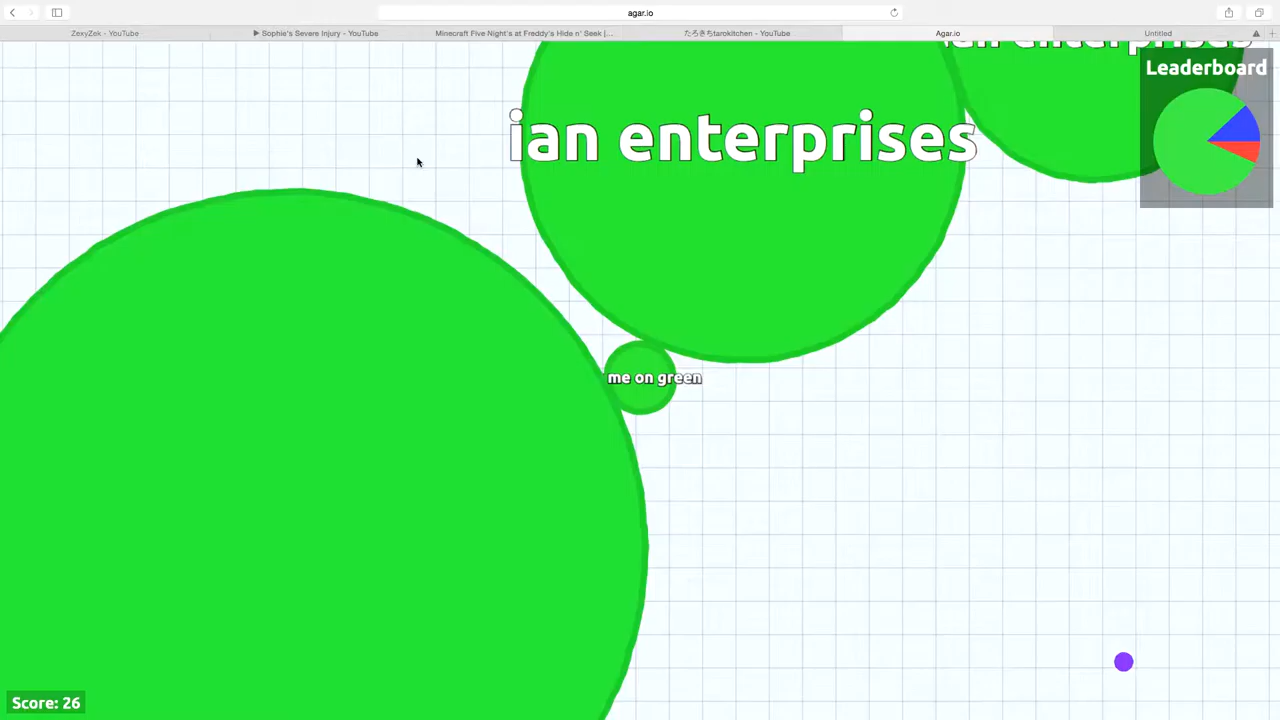 agar.io
ZexyZek - YouTube
▶ Sophie's Severe Injury - YouTube
Minecraft Five Night's at Freddy's Hide n' Seek |...
たろきちtarokitchen - YouTube
Agar.io
Untitled
enterprises
Leaderboard
ian enterprises
me on green
Score: 26